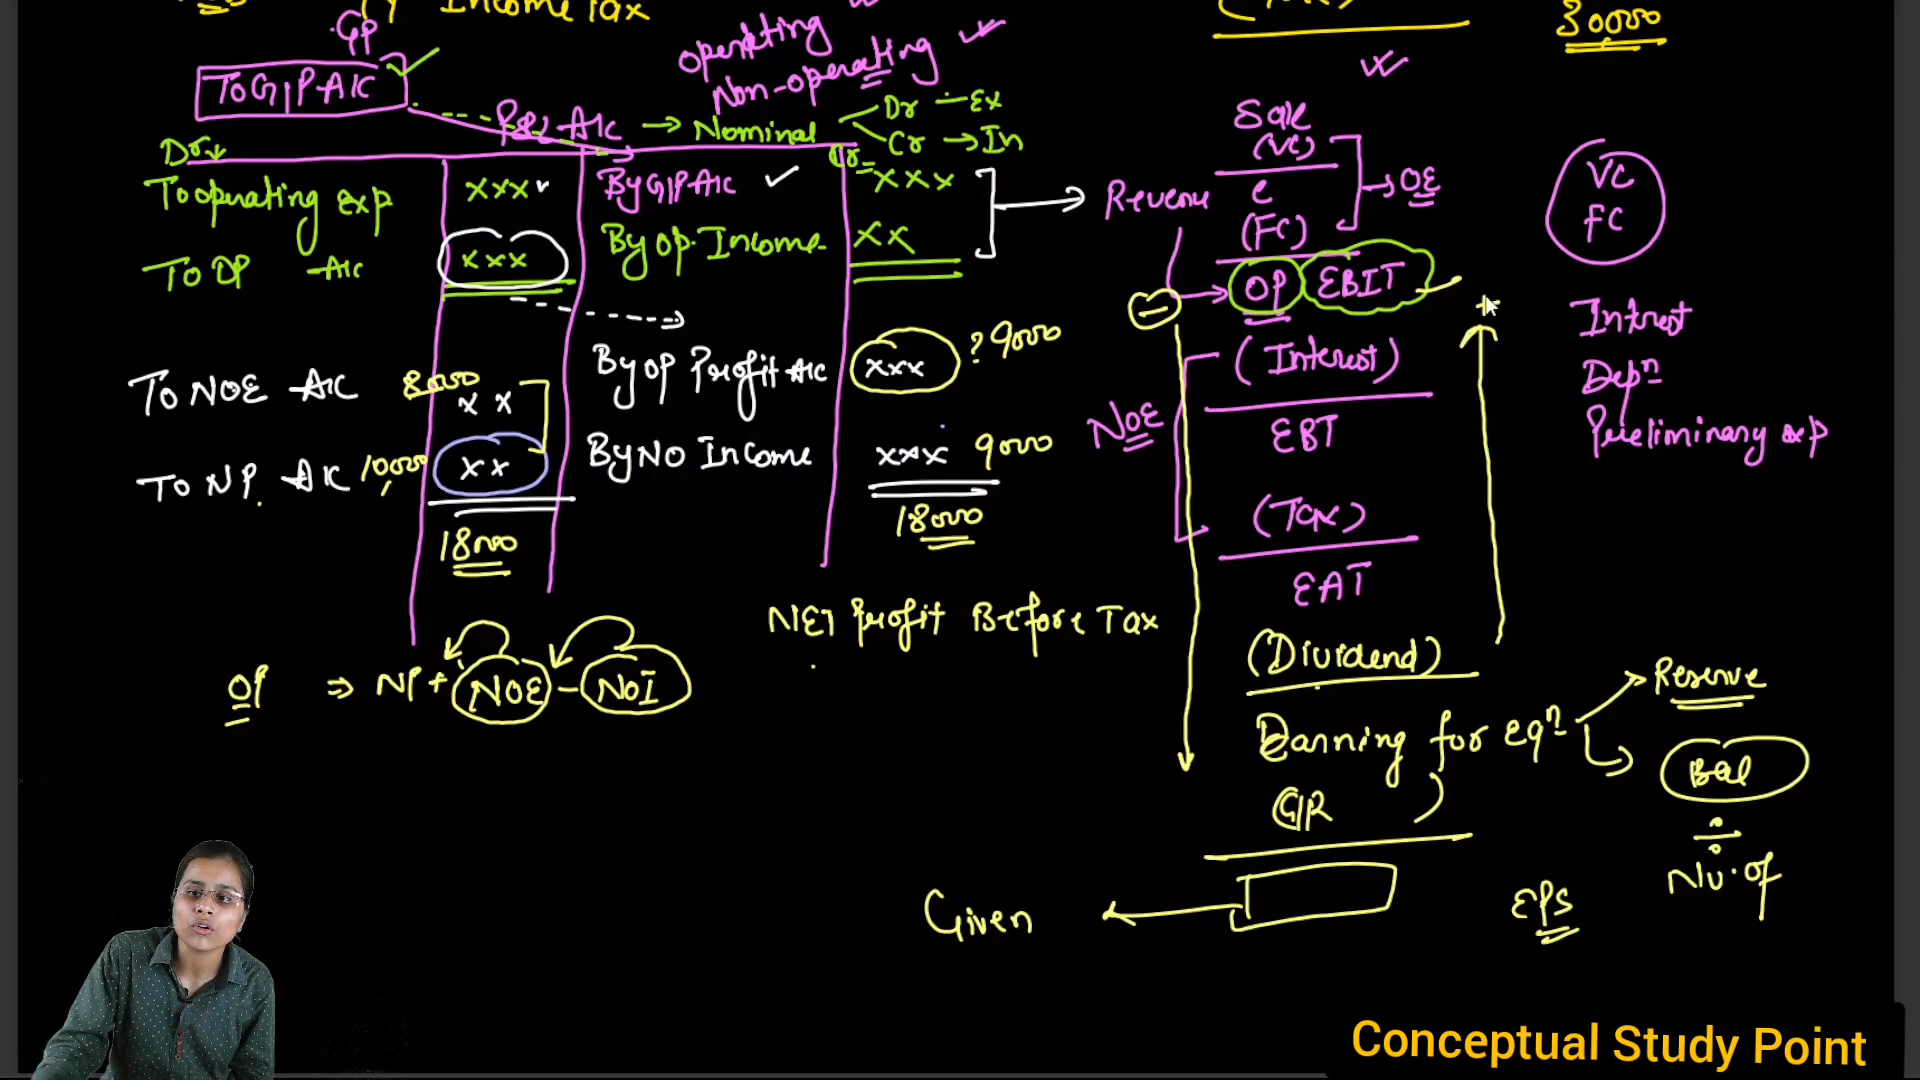 Income Tax
30000
GP
To G/P A/C
operating
Non-operating
P&L A/C → Nominal
Dr - Ex
Cr → In
Dr
Cr
To operating exp xxx By G/P A/C xxx
To OP A/C xxx By Op. Income xx
By OP Profit A/C xxx ? 9000
To NOE A/C 8000 xx
By NO Income xxx 9000
To NP. A/C 10,000 xx
18000
18000
OP ⇒ NP + NOE - NOI
NET Profit Before Tax
Sale
(VC)
Revenue
c
(FC)
→ OE
OP EBIT
(Interest)
NOE
EBT
(Tax)
EAT
(Dividend)
Earning for Eqn
G/R )
Reserve
Bal
÷
Nu. of
EPS
Given
VC
FC
+
Interest
Depn
Preliminary exp
Conceptual Study Point